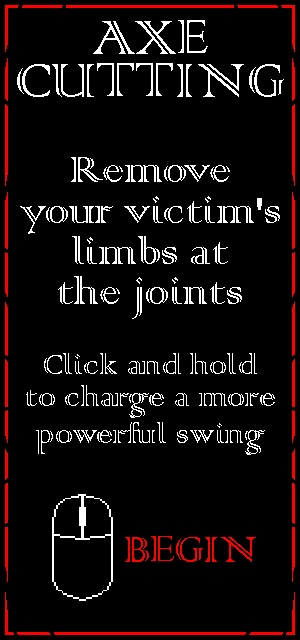 AXE
CUTTING
Remove
your victim's
limbs at
the joints
Click and hold
to charge a more
powerful swing
BEGIN